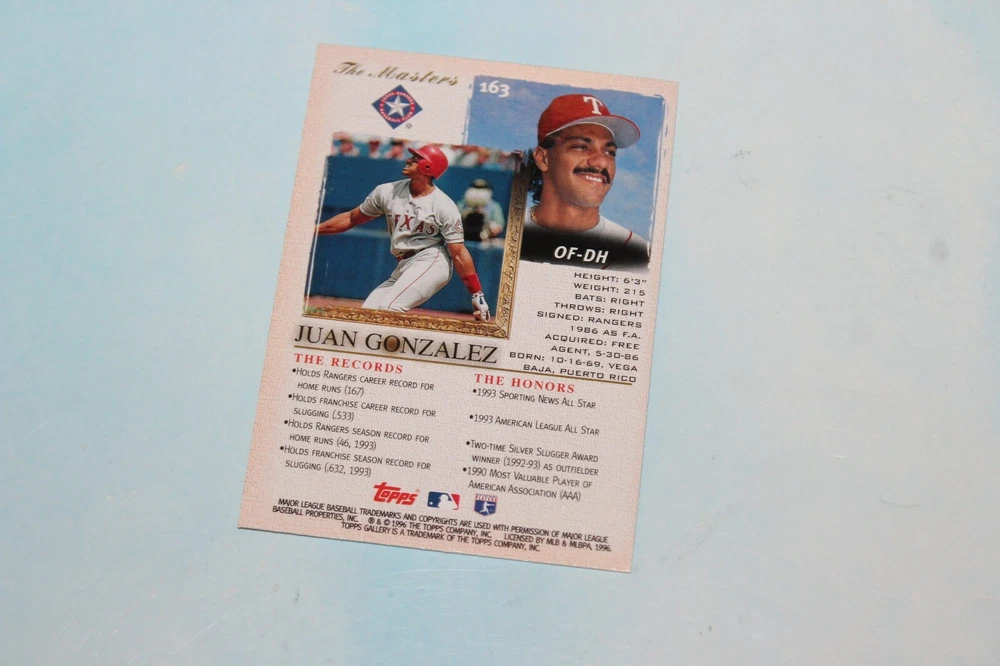 The Masters
163
T
TEXAS
OF-DH
HEIGHT: 6'3"
WEIGHT: 215
BATS: RIGHT
THROWS: RIGHT
SIGNED: RANGERS
1986 AS F.A.
ACQUIRED: FREE
AGENT, 5-30-86
BORN: 10-16-69, VEGA
BAJA, PUERTO RICO
JUAN GONZALEZ
THE RECORDS
•HOLDS RANGERS CAREER RECORD FOR
HOME RUNS (167)
•HOLDS FRANCHISE CAREER RECORD FOR
SLUGGING (.533)
•HOLDS RANGERS SEASON RECORD FOR
HOME RUNS (46, 1993)
•HOLDS FRANCHISE SEASON RECORD FOR
SLUGGING (.632, 1993)
THE HONORS
•1993 SPORTING NEWS ALL STAR
•1993 AMERICAN LEAGUE ALL STAR
•TWO-TIME SILVER SLUGGER AWARD
WINNER (1992-93) AS OUTFIELDER
•1990 MOST VALUABLE PLAYER OF
AMERICAN ASSOCIATION (AAA)
topps
MAJOR LEAGUE BASEBALL TRADEMARKS AND COPYRIGHTS ARE USED WITH PERMISSION OF MAJOR LEAGUE
BASEBALL PROPERTIES, INC. ® & © 1996 THE TOPPS COMPANY, INC. LICENSED BY MLB & MLBPA, 1996.
TOPPS GALLERY IS A TRADEMARK OF THE TOPPS COMPANY, INC.